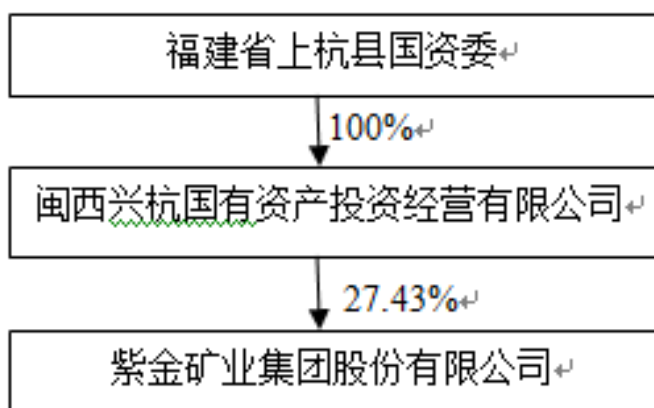 福建省上杭县国资委
100%
闽西兴杭国有资产投资经营有限公司
27.43%
紫金矿业集团股份有限公司